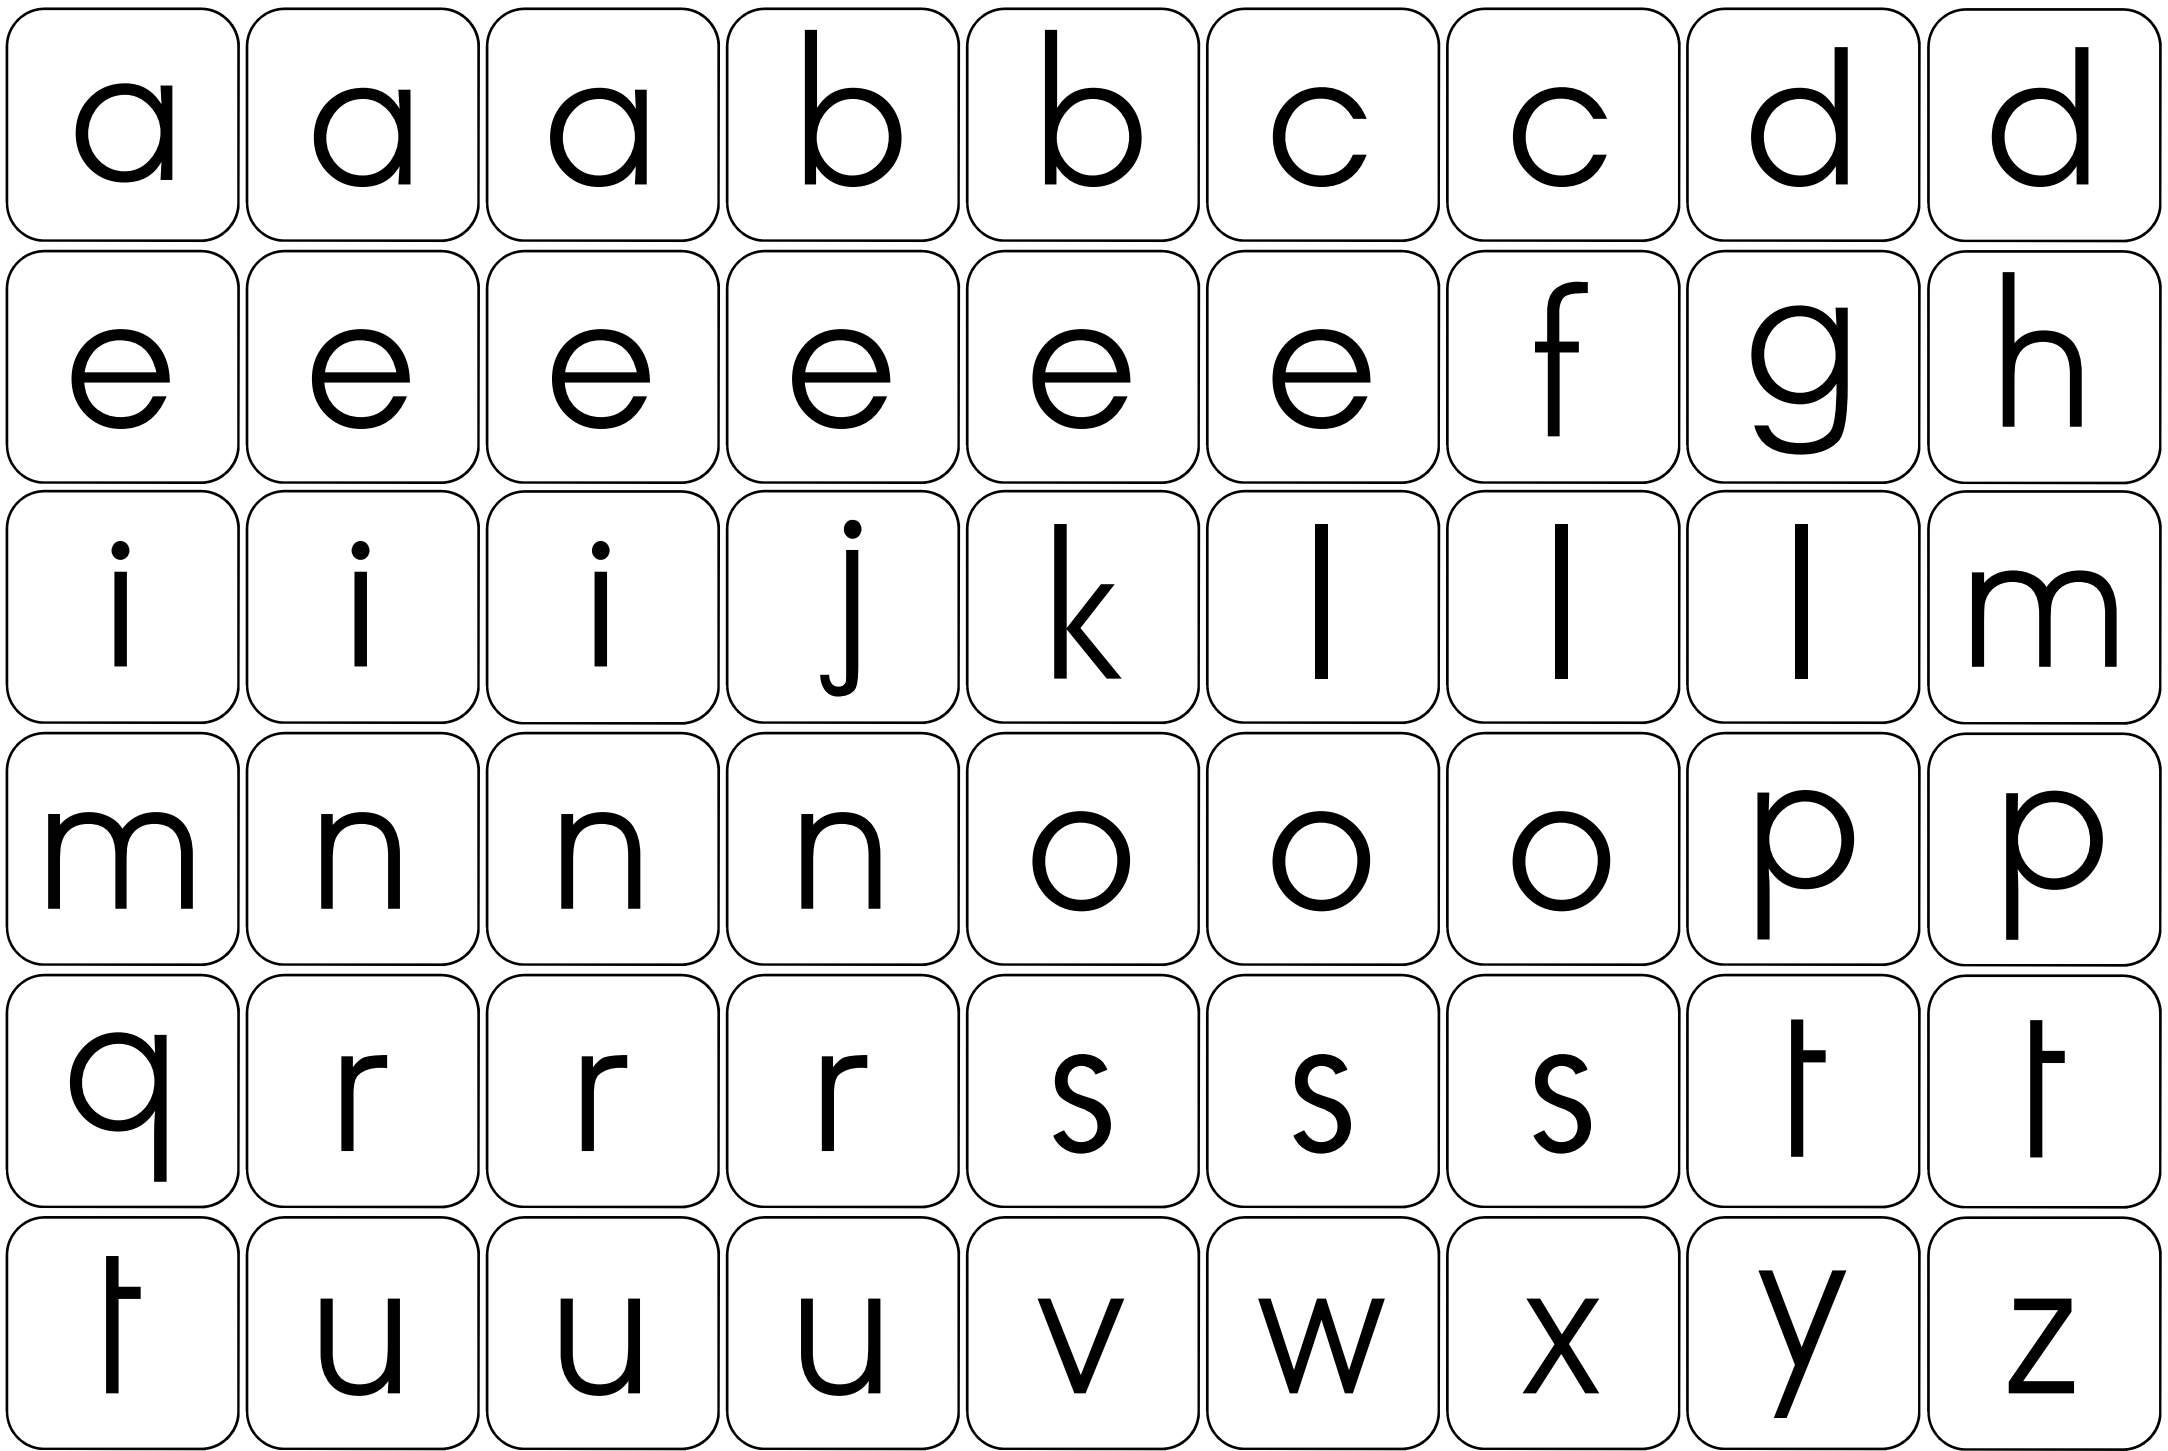 a a a b b c c d d
e e e e e e f g h
i i i j k l l l m
m n n n o o o p p
q r r r s s s t t
t u u u v w x y z